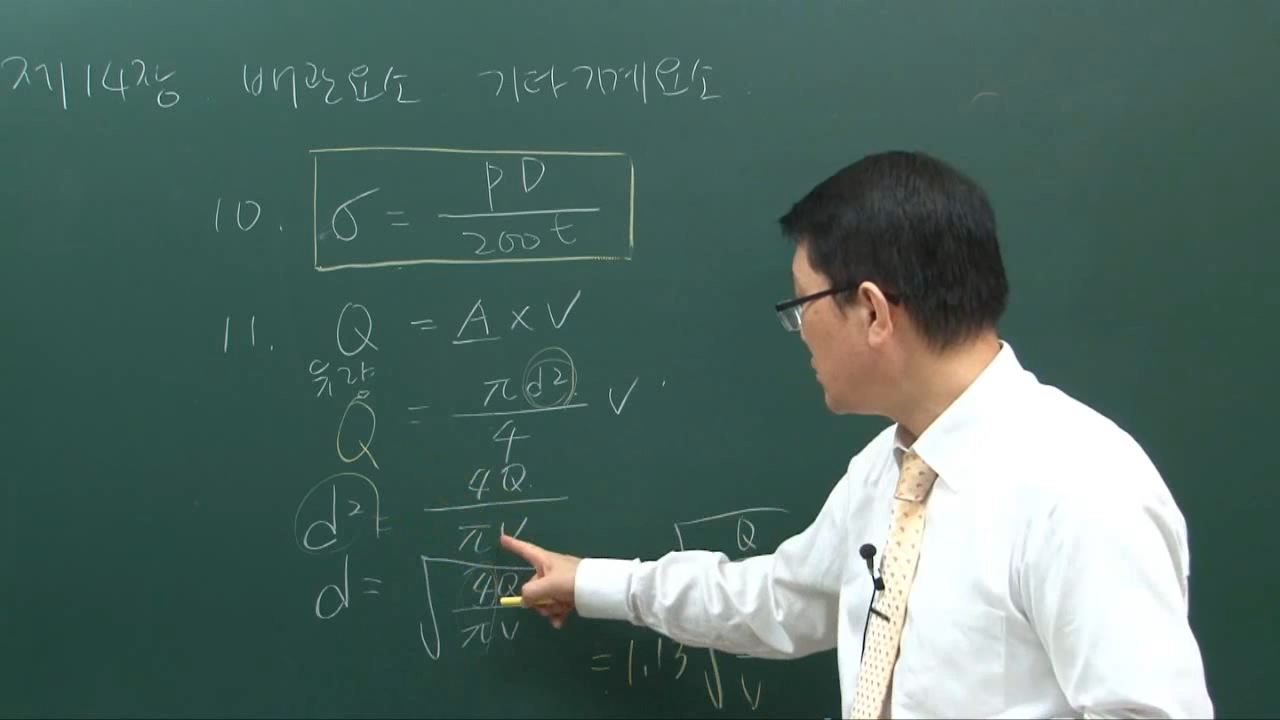 제14장 배관요소 기타기계요소
10. σ = pD / 200t
11. Q = A × V
유량
Q = πd² / 4 V
d² = 4Q / πV
d = √(4Q / πV)
√ Q
= 1.13 √ V